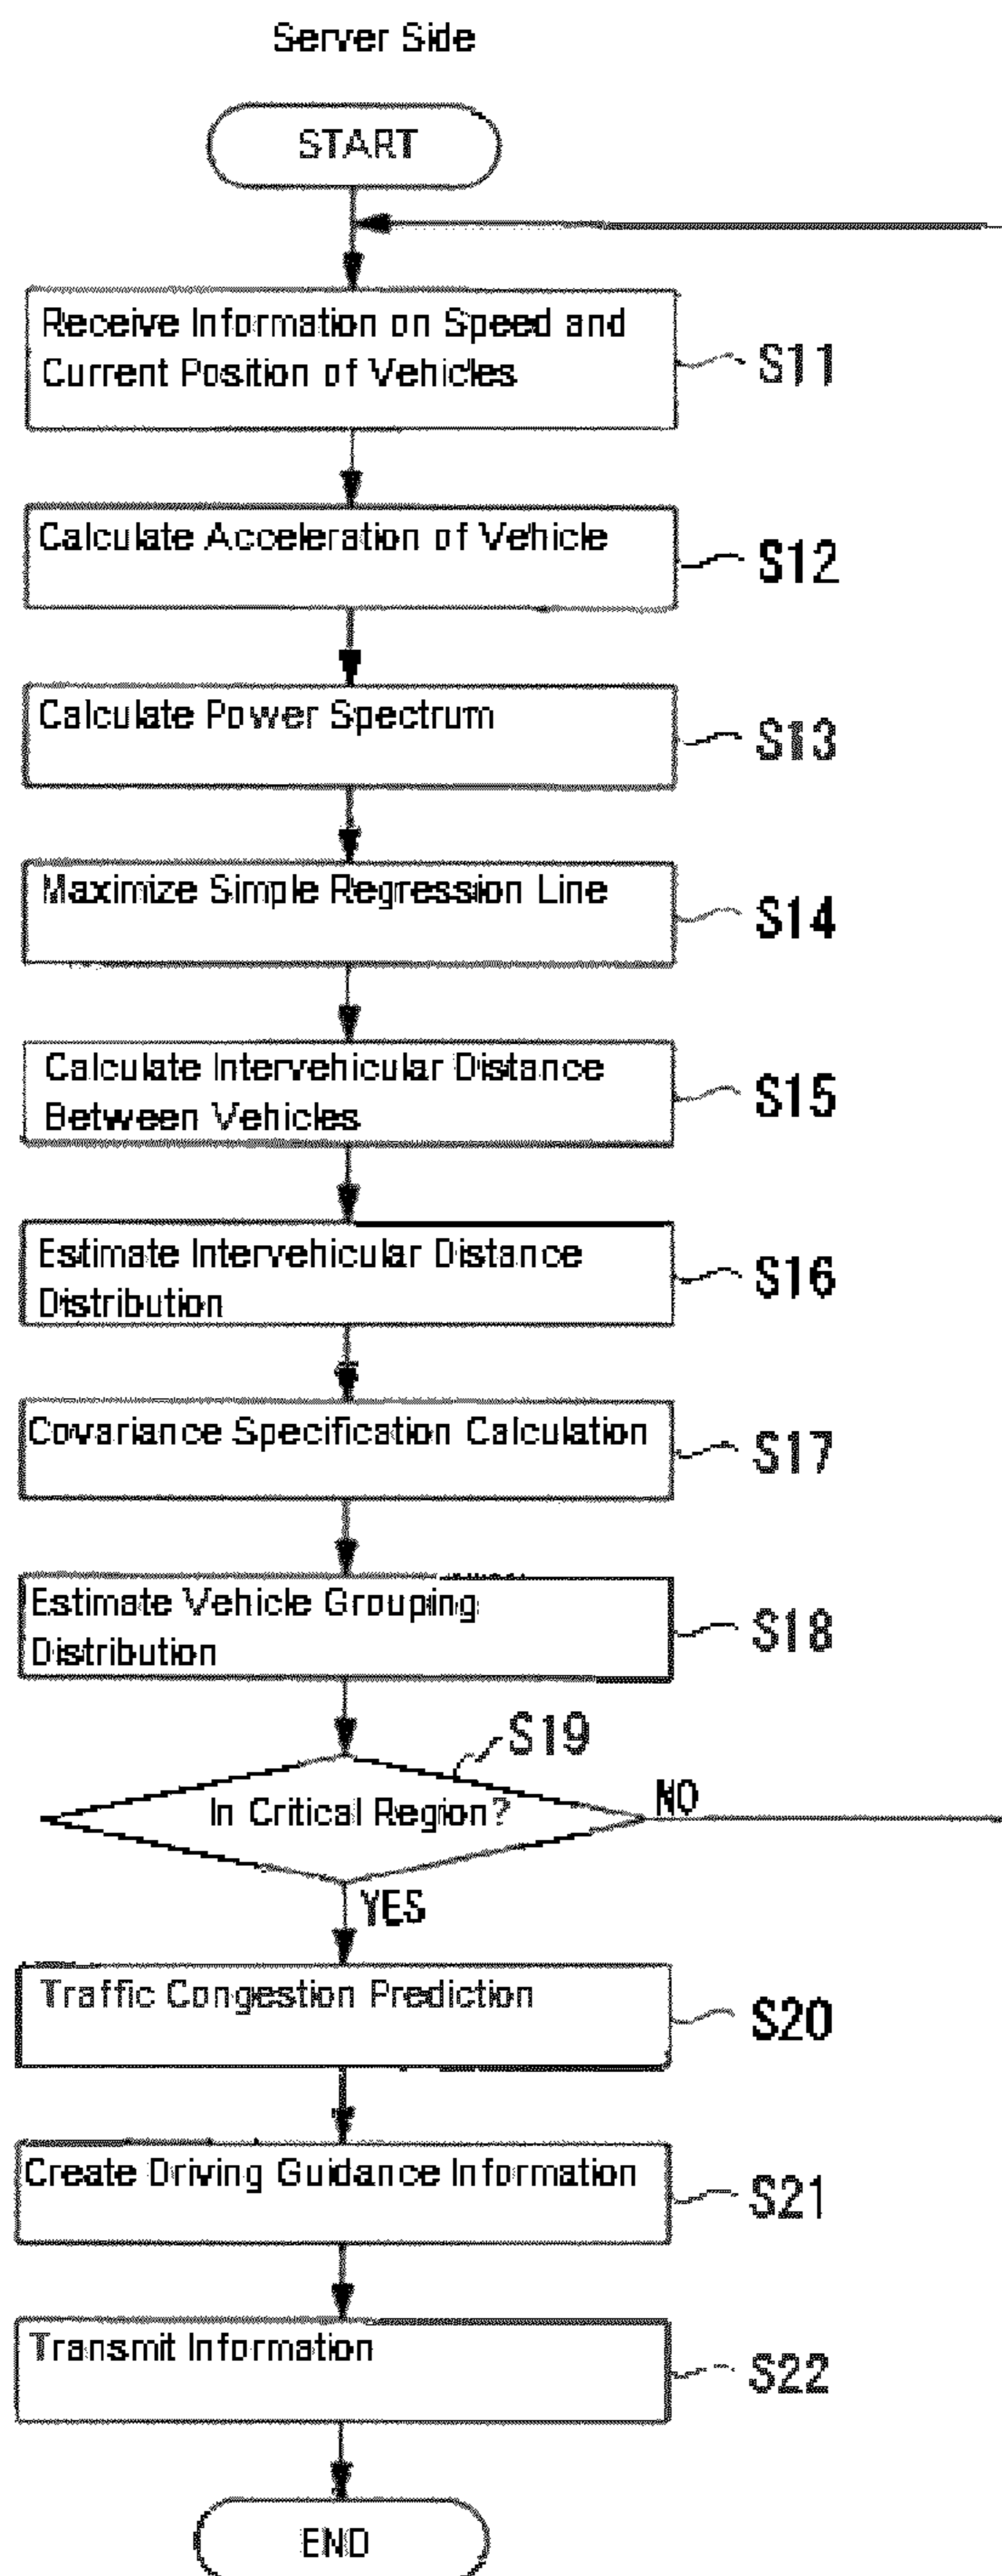 Server Side
START
Receive Information on Speed and
Current Position of Vehicles
S11
Calculate Acceleration of Vehicle
S12
Calculate Power Spectrum
S13
Maximize Simple Regression Line
S14
Calculate Intervehicular Distance
Between Vehicles
S15
Estimate Intervehicular Distance
Distribution
S16
Covariance Specification Calculation
S17
Estimate Vehicle Grouping
Distribution
S18
S19
In Critical Region?
NO
YES
Traffic Congestion Prediction
S20
Create Driving Guidance Information
S21
Transmit Information
S22
END